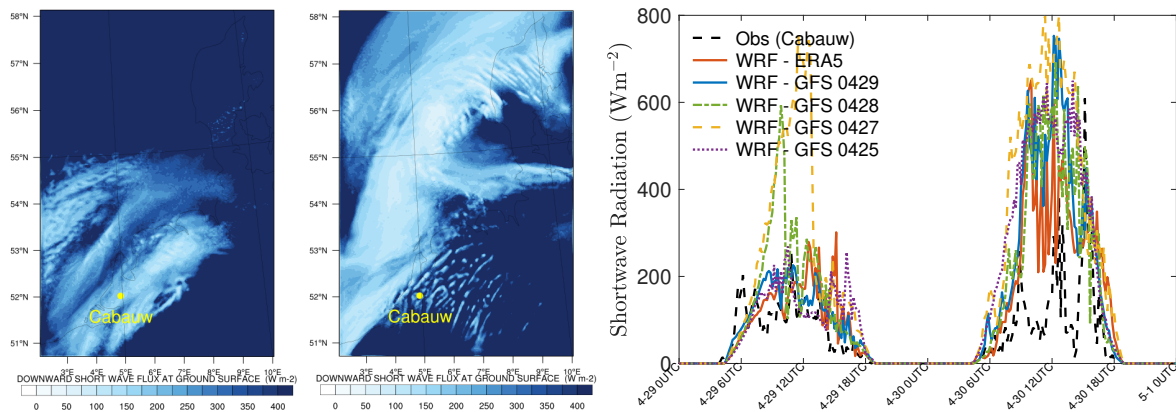 58°N
57°N
56°N
55°N
54°N
53°N
52°N
51°N
Cabauw
3°E 4°E 5°E 6°E 7°E 8°E 9°E 10°E
DOWNWARD SHORT WAVE FLUX AT GROUND SURFACE (W m-2)
0 50 100 150 200 250 300 350 400
58°N
57°N
56°N
55°N
54°N
53°N
52°N
51°N
Cabauw
3°E 4°E 5°E 6°E 7°E 8°E 9°E 10°E
DOWNWARD SHORT WAVE FLUX AT GROUND SURFACE (W m-2)
0 50 100 150 200 250 300 350 400
Shortwave Radiation (Wm−2)
800
600
400
200
0
Obs (Cabauw)
WRF - ERA5
WRF - GFS 0429
WRF - GFS 0428
WRF - GFS 0427
WRF - GFS 0425
4-29 0UTC
4-29 6UTC
4-29 12UTC
4-29 18UTC
4-30 0UTC
4-30 6UTC
4-30 12UTC
4-30 18UTC
5-1 0UTC